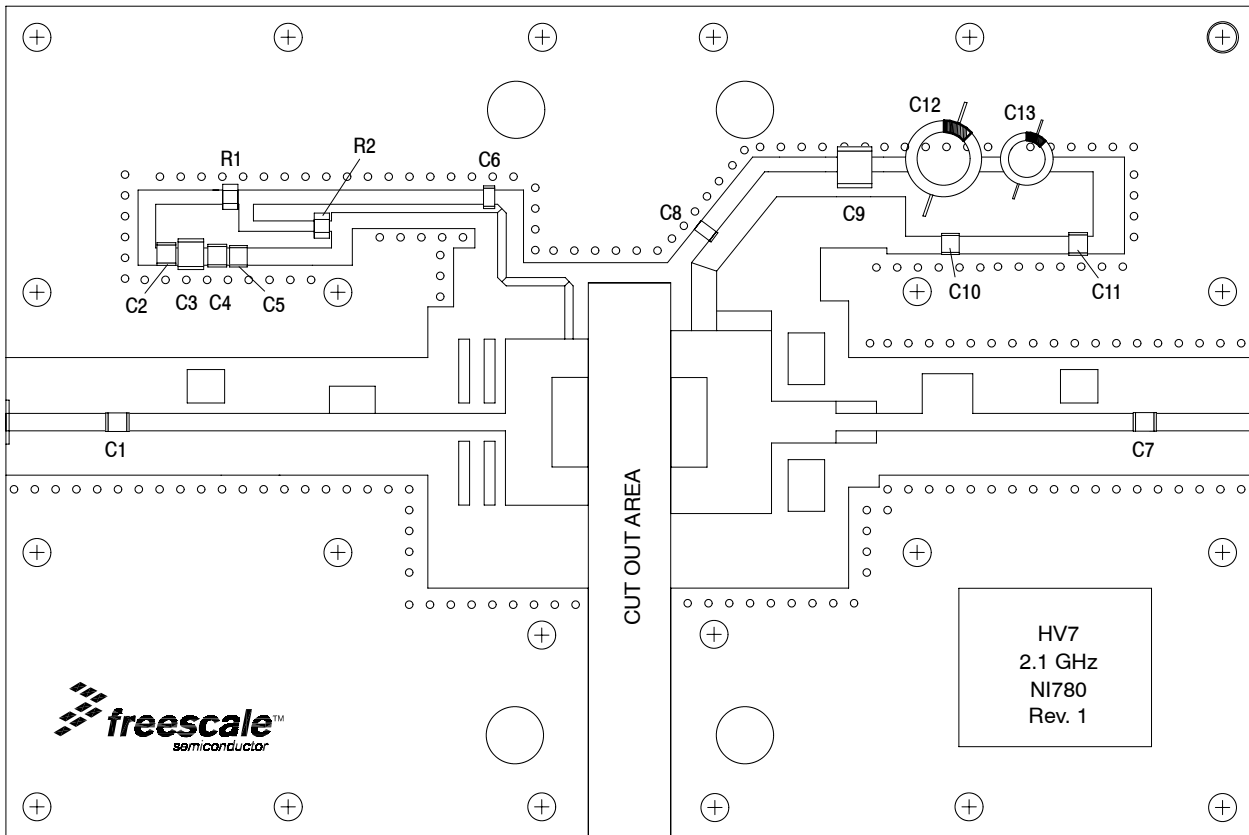 C12
C13
R1
R2
C6
C8
C9
C2
C3
C4
C5
C10
C11
C1
C7
CUT OUT AREA
HV7
2.1 GHz
NI780
Rev. 1
freescale™
semiconductor